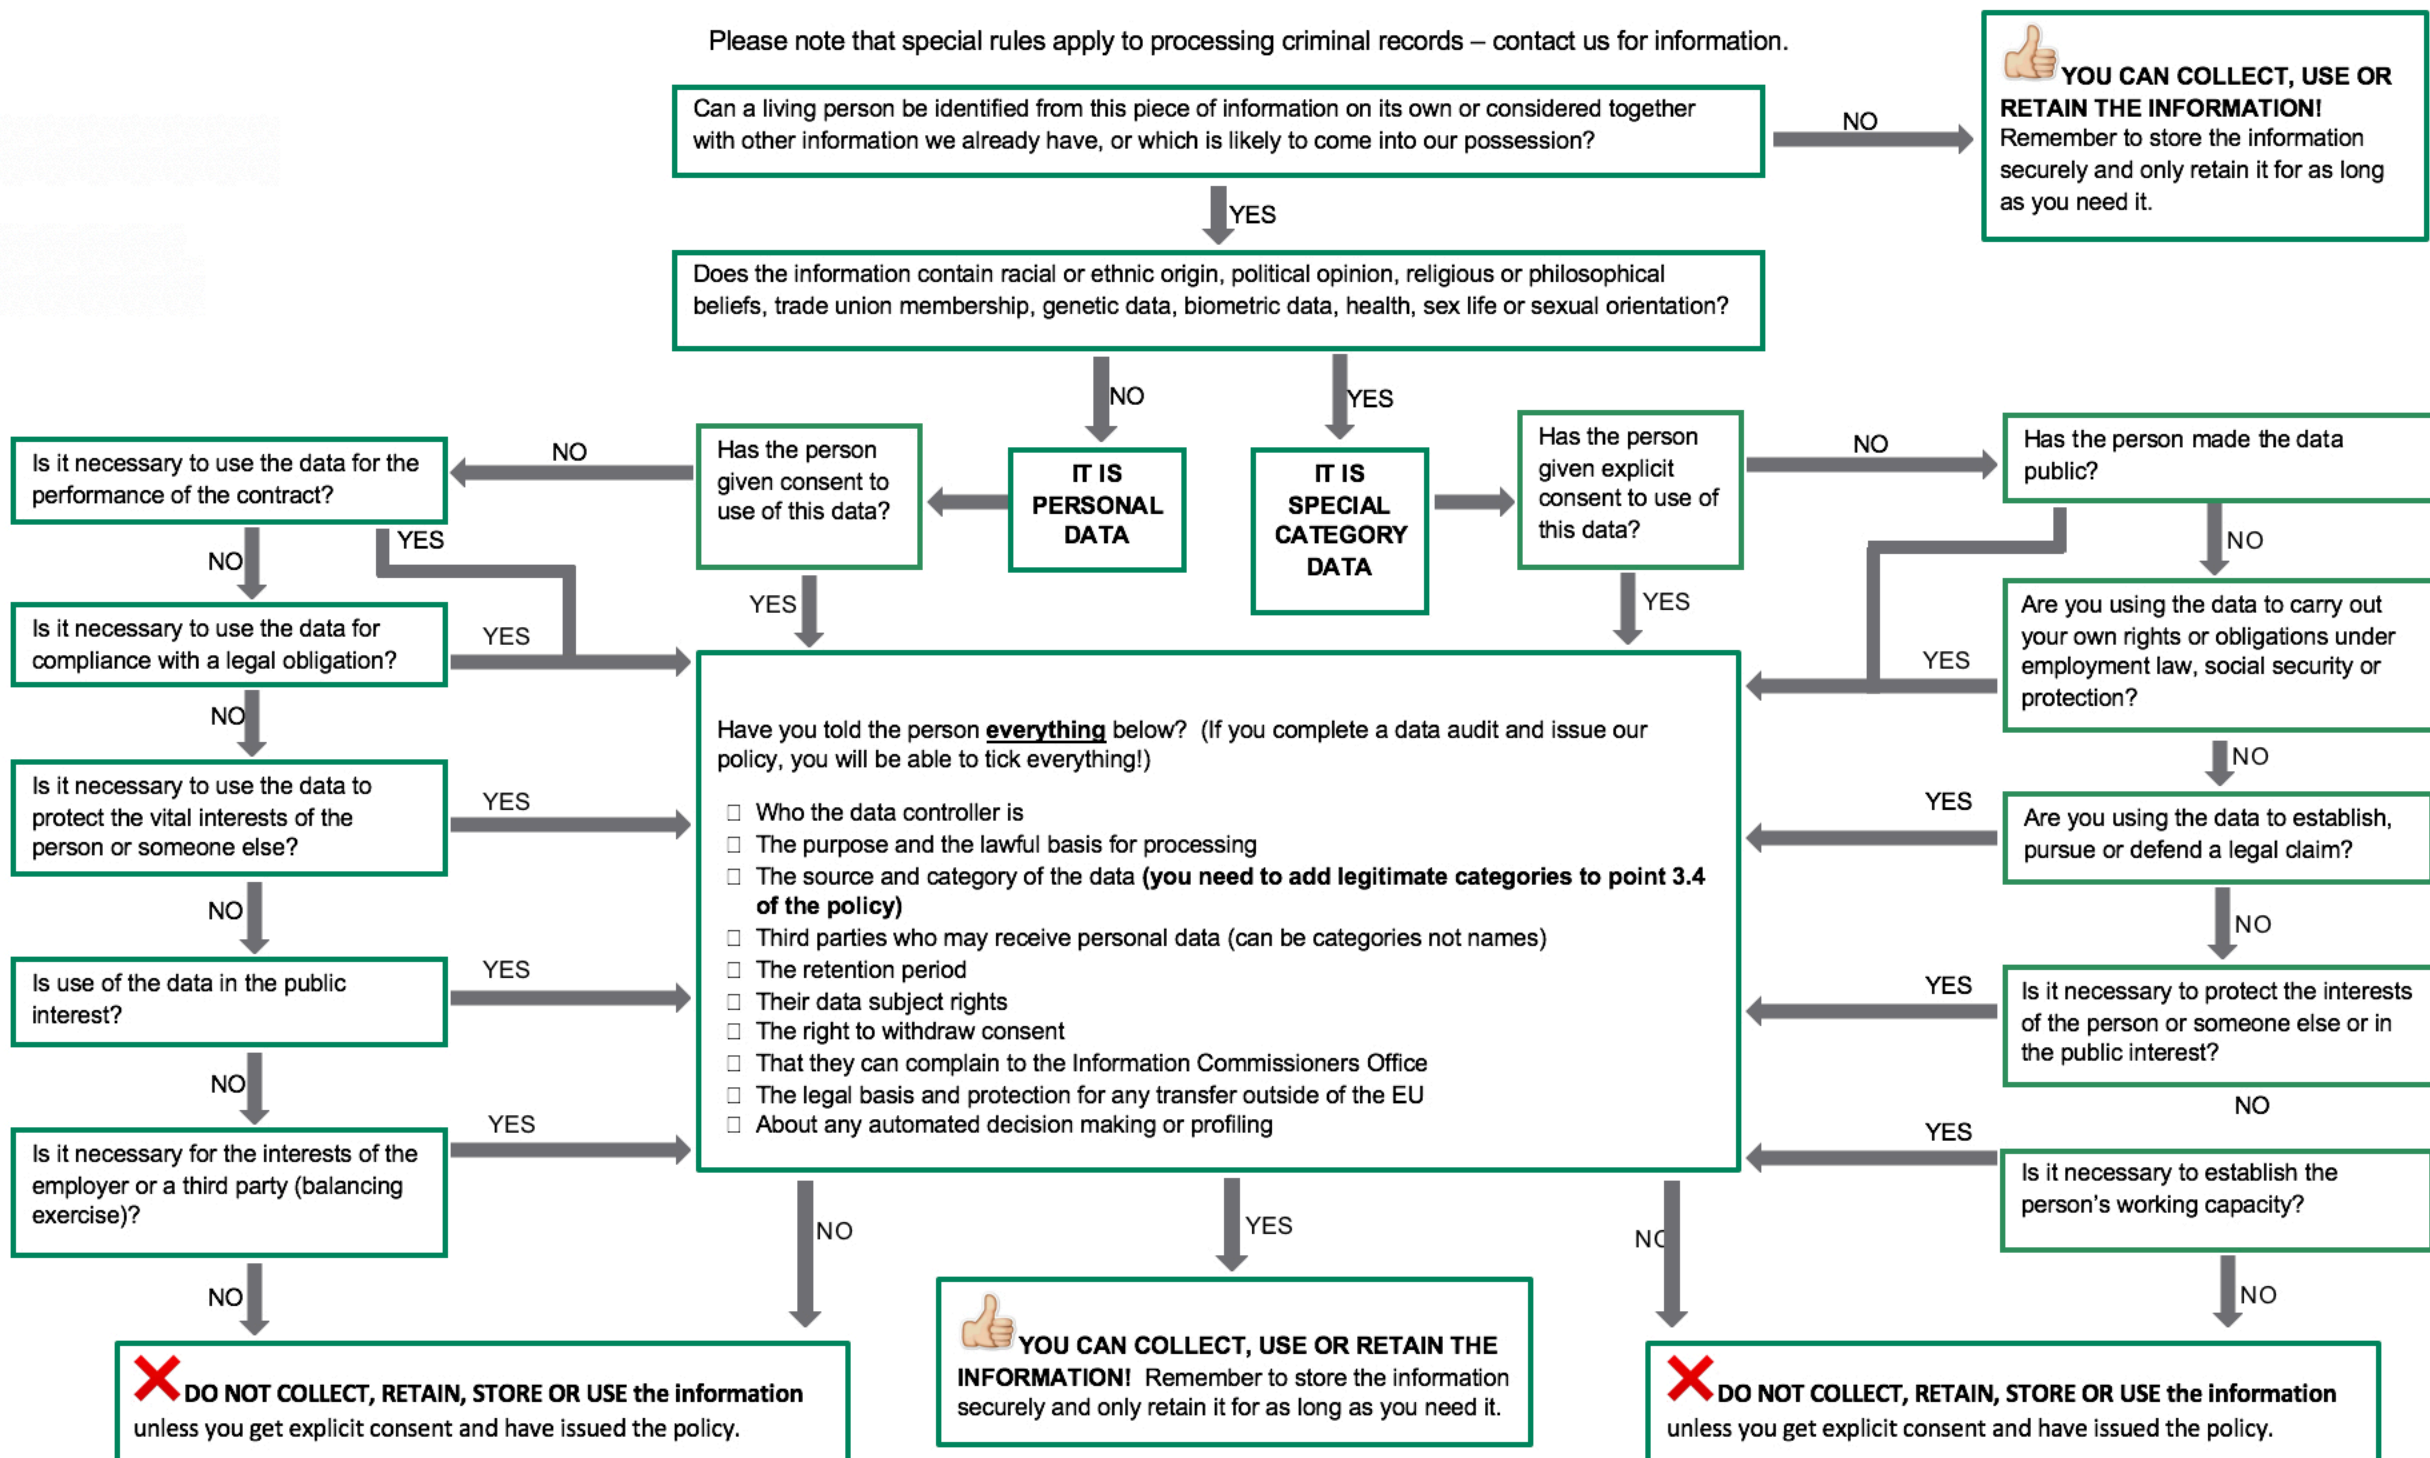 Please note that special rules apply to processing criminal records – contact us for information.
Can a living person be identified from this piece of information on its own or considered together
with other information we already have, or which is likely to come into our possession?
NO
YOU CAN COLLECT, USE OR
RETAIN THE INFORMATION!
Remember to store the information
securely and only retain it for as long
as you need it.
YES
Does the information contain racial or ethnic origin, political opinion, religious or philosophical
beliefs, trade union membership, genetic data, biometric data, health, sex life or sexual orientation?
NO
YES
Is it necessary to use the data for the
performance of the contract?
NO
Has the person
given consent to
use of this data?
IT IS
PERSONAL
DATA
IT IS
SPECIAL
CATEGORY
DATA
Has the person
given explicit
consent to use of
this data?
NO
Has the person made the data
public?
NO
YES
YES
YES
NO
Is it necessary to use the data for
compliance with a legal obligation?
YES
Are you using the data to carry out
your own rights or obligations under
employment law, social security or
protection?
YES
NO
NO
Is it necessary to use the data to
protect the vital interests of the
person or someone else?
YES
Have you told the person everything below? (If you complete a data audit and issue our
policy, you will be able to tick everything!)
☐ Who the data controller is
☐ The purpose and the lawful basis for processing
☐ The source and category of the data (you need to add legitimate categories to point 3.4
of the policy)
☐ Third parties who may receive personal data (can be categories not names)
☐ The retention period
☐ Their data subject rights
☐ The right to withdraw consent
☐ That they can complain to the Information Commissioners Office
☐ The legal basis and protection for any transfer outside of the EU
☐ About any automated decision making or profiling
YES
Are you using the data to establish,
pursue or defend a legal claim?
NO
NO
Is use of the data in the public
interest?
YES
YES
Is it necessary to protect the interests
of the person or someone else or in
the public interest?
NO
NO
Is it necessary for the interests of the
employer or a third party (balancing
exercise)?
YES
YES
Is it necessary to establish the
person's working capacity?
NO
NO
YES
NO
NO
DO NOT COLLECT, RETAIN, STORE OR USE the information
unless you get explicit consent and have issued the policy.
YOU CAN COLLECT, USE OR RETAIN THE
INFORMATION! Remember to store the information
securely and only retain it for as long as you need it.
DO NOT COLLECT, RETAIN, STORE OR USE the information
unless you get explicit consent and have issued the policy.